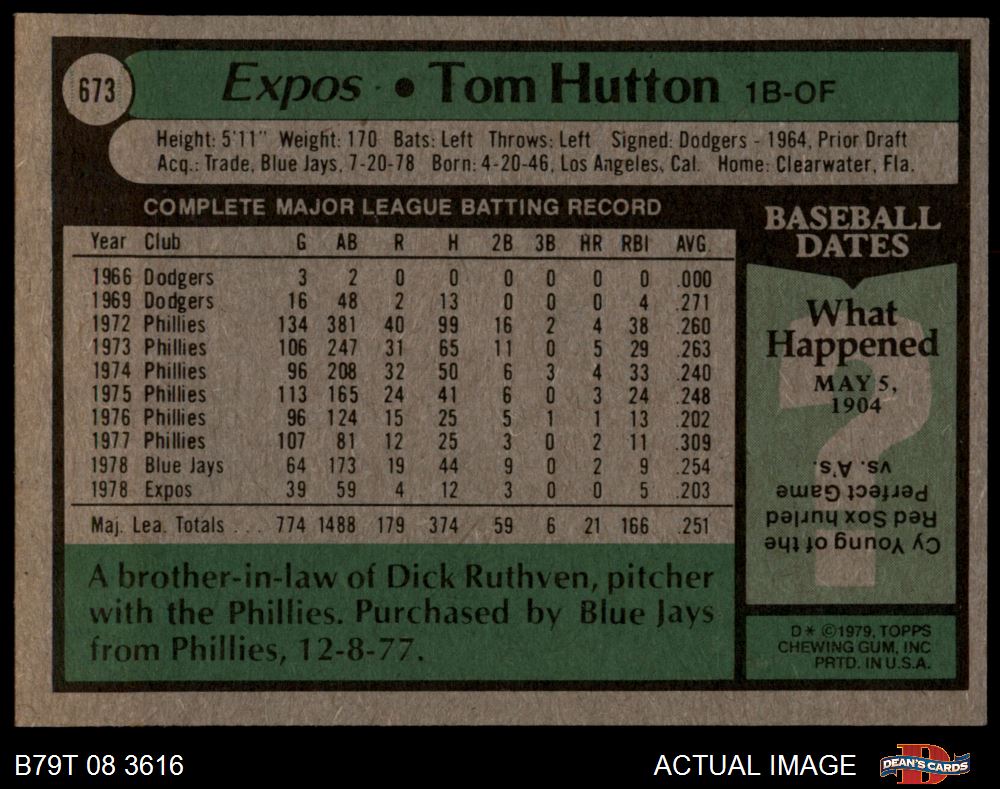 673
Expos • Tom Hutton 1B-OF
Height: 5'11" Weight: 170 Bats: Left Throws: Left Signed: Dodgers - 1964, Prior Draft
Acq.: Trade, Blue Jays, 7-20-78 Born: 4-20-46, Los Angeles, Cal. Home: Clearwater, Fla.
COMPLETE MAJOR LEAGUE BATTING RECORD
Year Club G AB R H 2B 3B HR RBI AVG.
1966 Dodgers 3 2 0 0 0 0 0 0 .000
1969 Dodgers 16 48 2 13 0 0 0 4 .271
1972 Phillies 134 381 40 99 16 2 4 38 .260
1973 Phillies 106 247 31 65 11 0 5 29 .263
1974 Phillies 96 208 32 50 6 3 4 33 .240
1975 Phillies 113 165 24 41 6 0 3 24 .248
1976 Phillies 96 124 15 25 5 1 1 13 .202
1977 Phillies 107 81 12 25 3 0 2 11 .309
1978 Blue Jays 64 173 19 44 9 0 2 9 .254
1978 Expos 39 59 4 12 3 0 0 5 .203
Maj. Lea. Totals ... 774 1488 179 374 59 6 21 166 .251
A brother-in-law of Dick Ruthven, pitcher
with the Phillies. Purchased by Blue Jays
from Phillies, 12-8-77.
BASEBALL
DATES
What
Happened
MAY 5,
1904
?
Cy Young of the
Red Sox hurled
Perfect Game
vs. A's.
D* ©1979, TOPPS
CHEWING GUM, INC
PRTD. IN U.S.A.
B79T 08 3616
ACTUAL IMAGE
D
DEAN'S CARDS